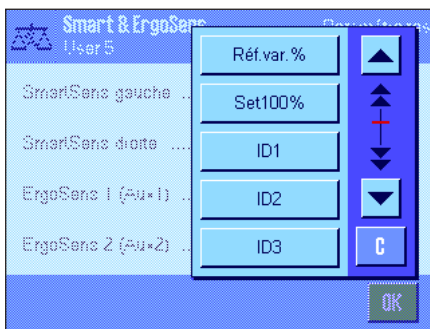 Smart & ErgoSens
User 5
SmartSens gauche ..
SmartSens droite ....
ErgoSens 1 (Aux1) ..
ErgoSens 2 (Aux2) ..
Réf.var.%
Set100%
ID1
ID2
ID3
C
OK